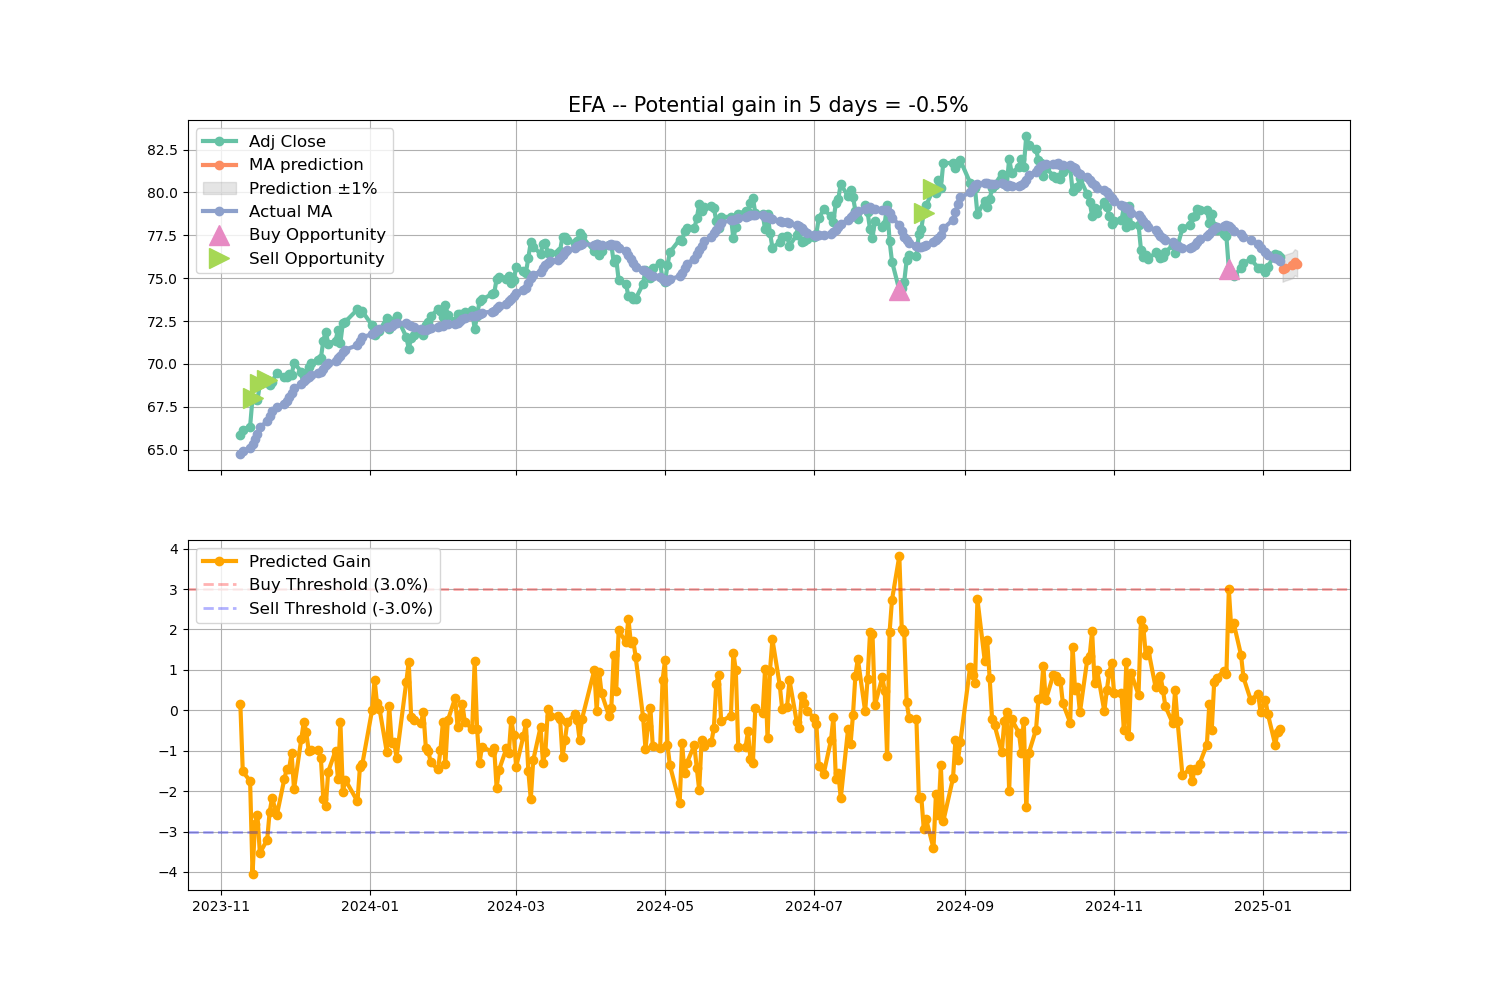 EFA -- Potential gain in 5 days = -0.5%
Adj Close
MA prediction
Prediction ±1%
Actual MA
Buy Opportunity
Sell Opportunity
82.5
80.0
77.5
75.0
72.5
70.0
67.5
65.0
Predicted Gain
Buy Threshold (3.0%)
Sell Threshold (-3.0%)
4
3
2
1
0
−1
−2
−3
−4
2023-11
2024-01
2024-03
2024-05
2024-07
2024-09
2024-11
2025-01